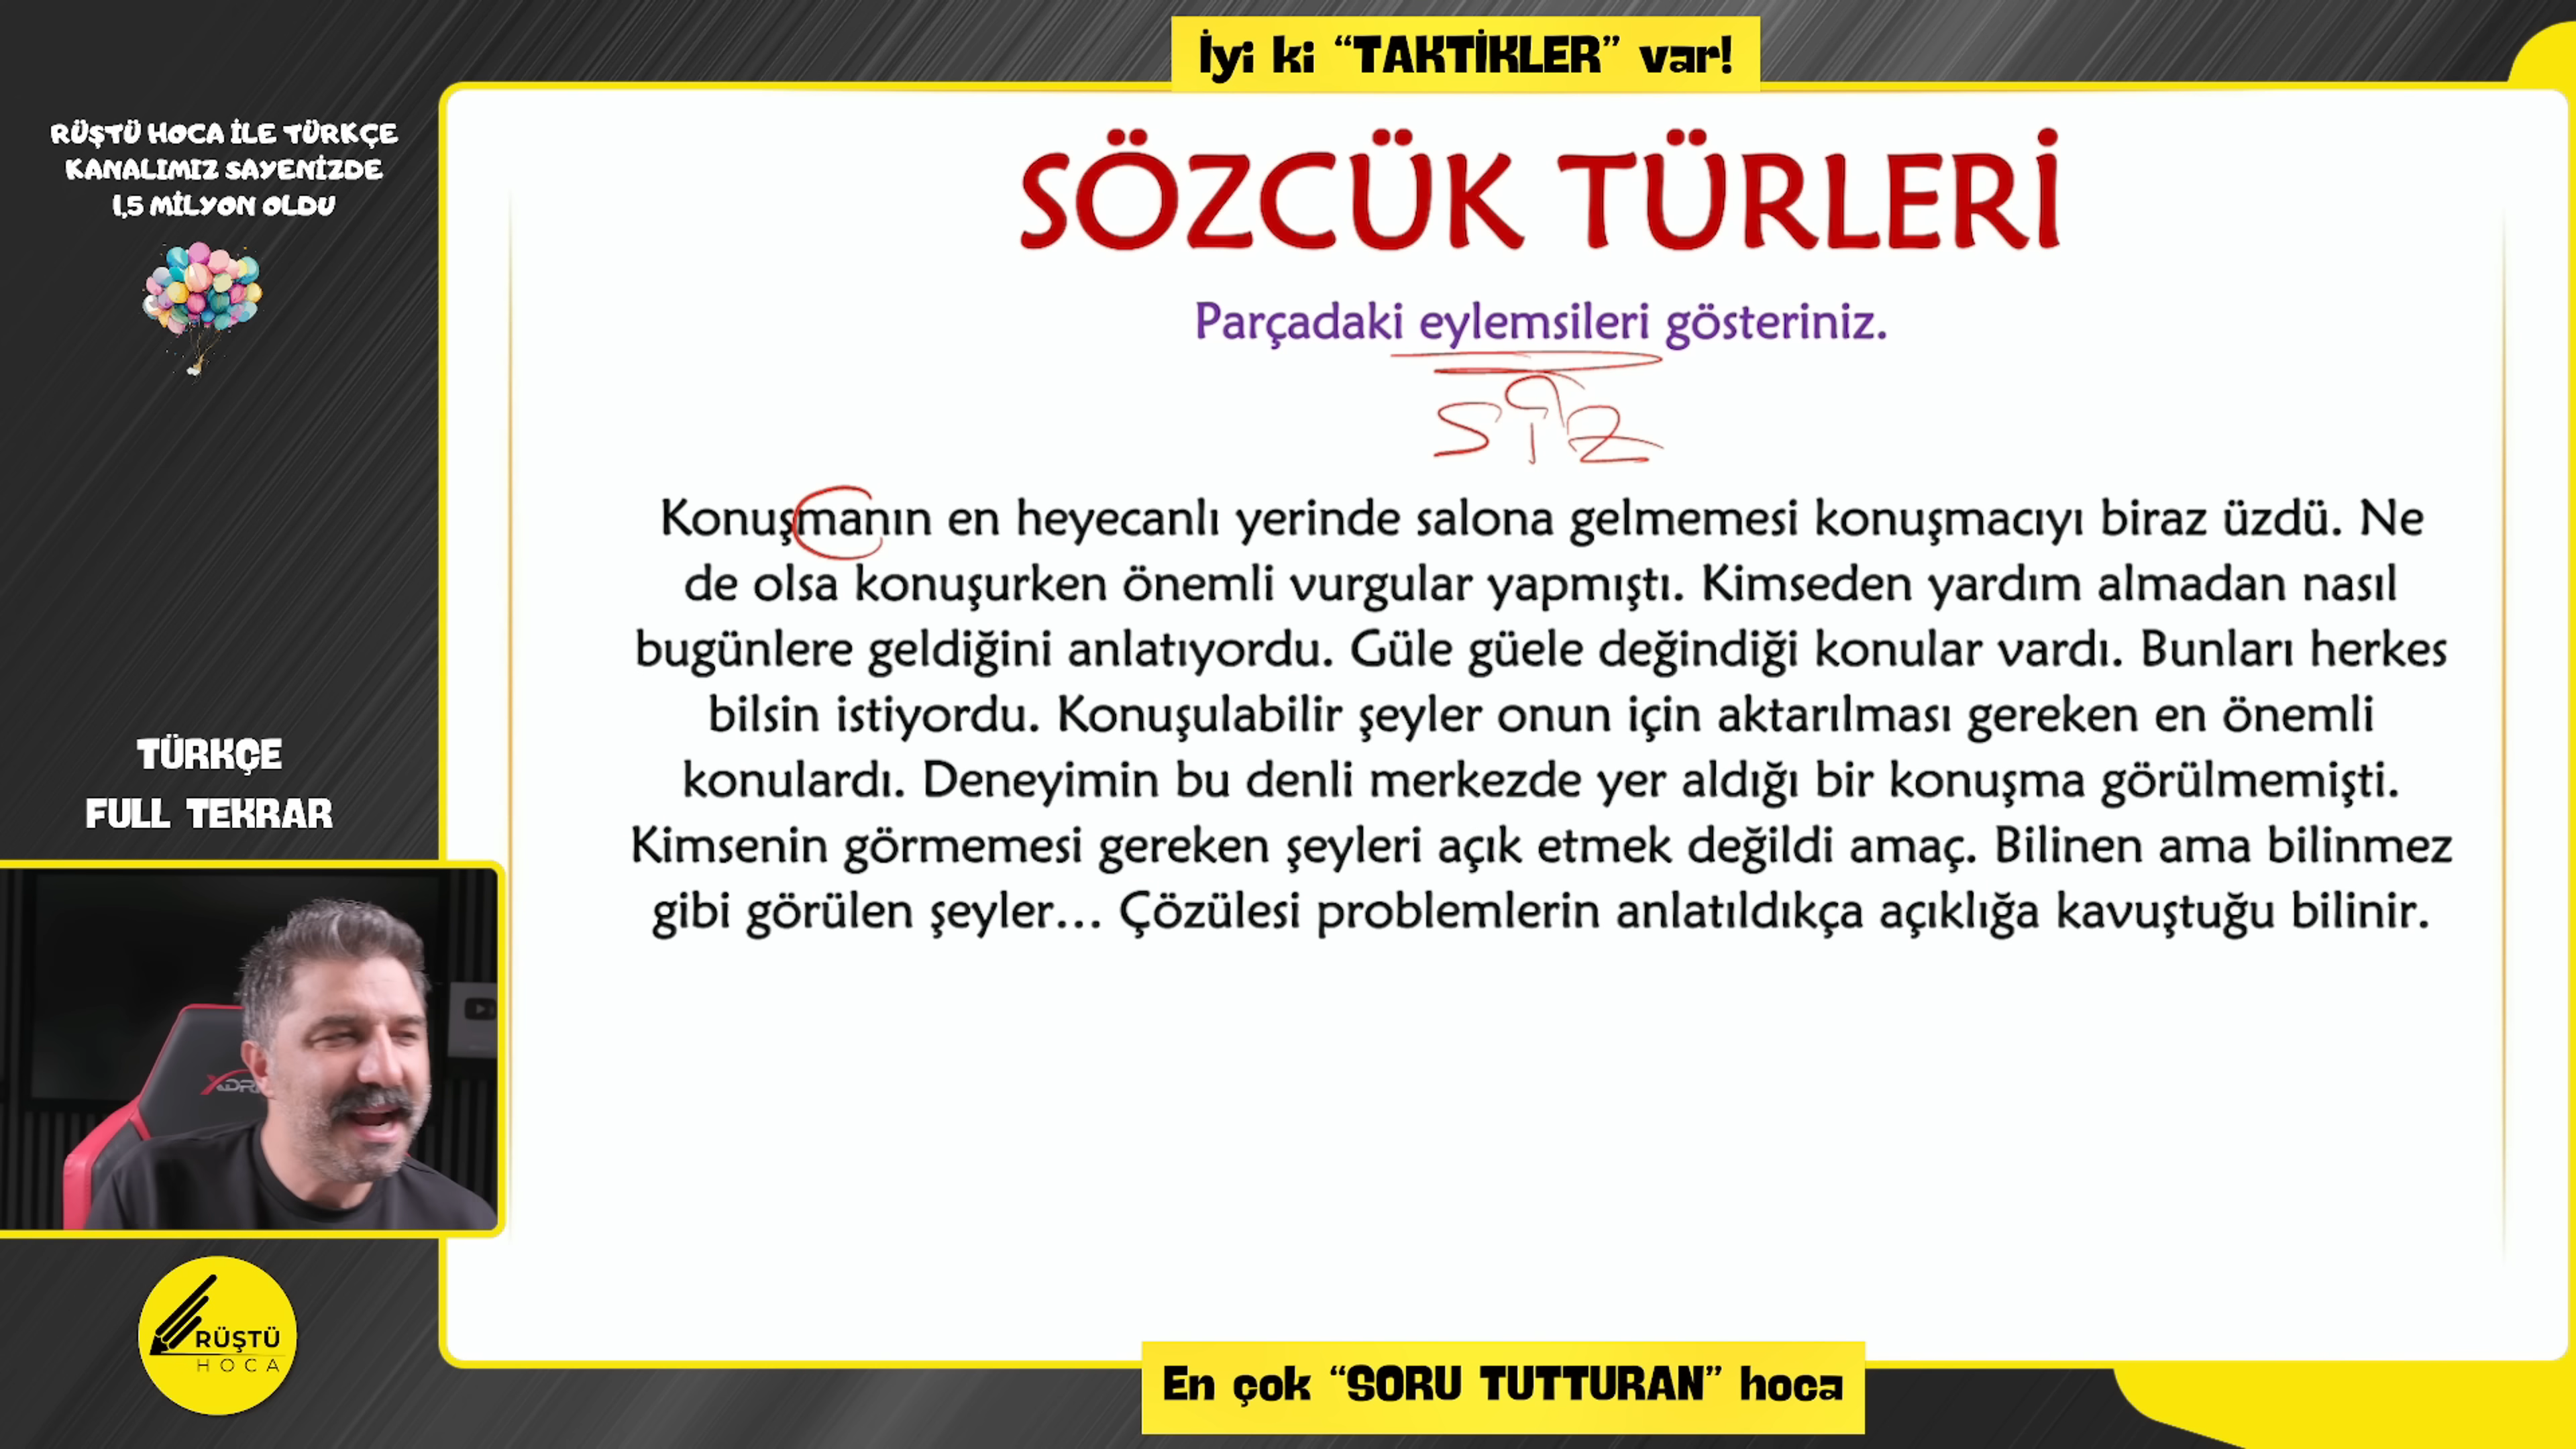 İyi ki “TAKTİKLER” var!
RÜŞTÜ HOCA İLE TÜRKÇE
KANALIMIZ SAYENİZDE
1,5 MİLYON OLDU
SÖZCÜK TÜRLERİ
Parçadaki eylemsileri gösteriniz.
Konuşmanın en heyecanlı yerinde salona gelmemesi konuşmacıyı biraz üzdü. Ne
de olsa konuşurken önemli vurgular yapmıştı. Kimseden yardım almadan nasıl
bugünlere geldiğini anlatıyordu. Güle güele değindiği konular vardı. Bunları herkes
bilsin istiyordu. Konuşulabilir şeyler onun için aktarılması gereken en önemli
konulardı. Deneyimin bu denli merkezde yer aldığı bir konuşma görülmemişti.
Kimsenin görmemesi gereken şeyleri açık etmek değildi amaç. Bilinen ama bilinmez
gibi görülen şeyler... Çözülesi problemlerin anlatıldıkça açıklığa kavuştuğu bilinir.
TÜRKÇE
FULL TEKRAR
RÜŞTÜ
HOCA
En çok “SORU TUTTURAN” hoca